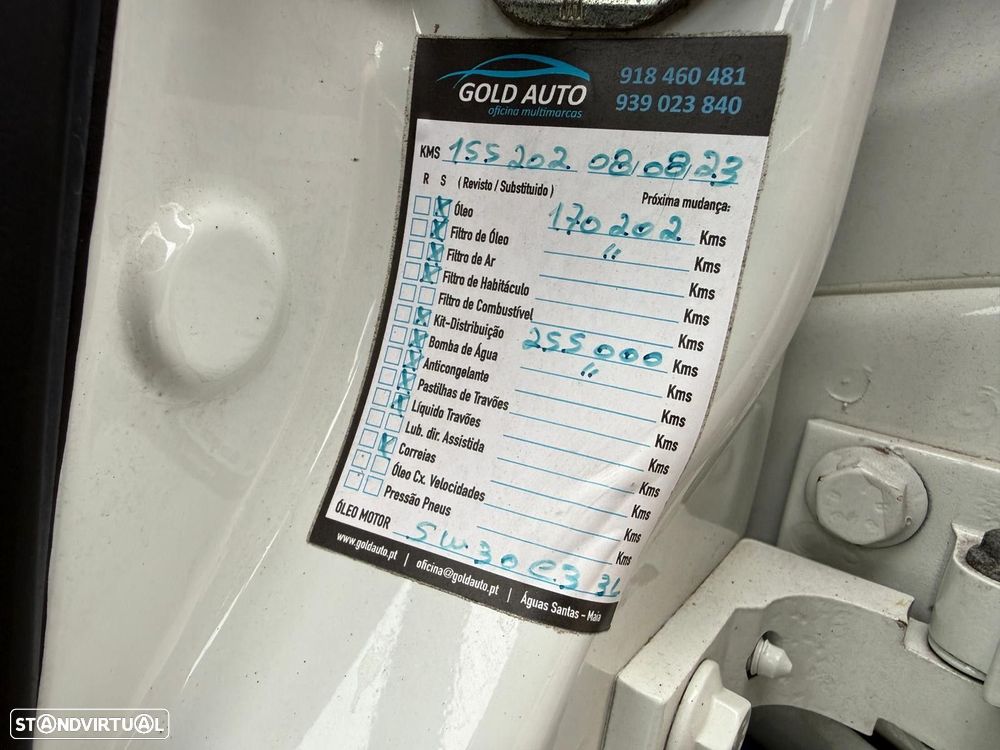 GOLD AUTO
oficina multimarcas
918 460 481
939 023 840
KMS 155202 08/08/23
R S (Revisto / Substituido) Próxima mudança:
Óleo 170202 Kms
Filtro de Óleo " Kms
Filtro de Ar Kms
Filtro de Habitáculo Kms
Filtro de Combustível Kms
Kit-Distribuição 255000 Kms
Bomba de Água " Kms
Anticongelante Kms
Pastilhas de Travões Kms
Líquido Travões Kms
Lub. dir. Assistida Kms
Correias Kms
Óleo Cx. Velocidades Kms
Pressão Pneus Kms
ÓLEO MOTOR 5W30 C3 3L
www.goldauto.pt | oficina@goldauto.pt | Águas Santas - Maia
STANDVIRTUAL